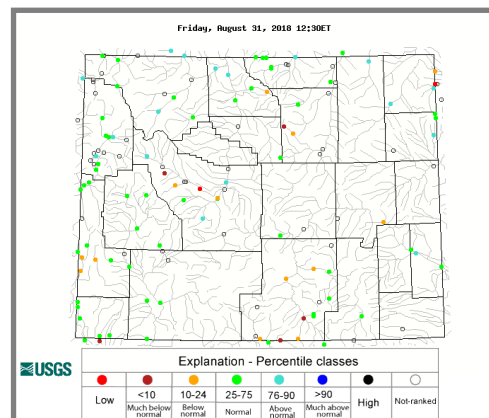 Friday, August 31, 2018 12:30ET
USGS
Explanation - Percentile classes
Low
<10
10-24
25-75
76-90
>90
High
Not-ranked
Much below normal
Below normal
Normal
Above normal
Much above normal